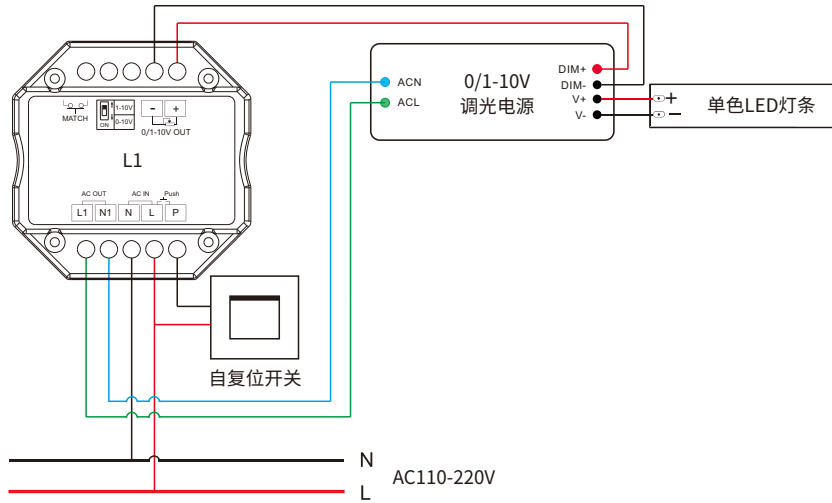 MATCH
1-10V
0-10V
ON
- +
0/1-10V OUT
L1
AC OUT AC IN Push
L1 N1 N L P
自复位开关
ACN
ACL
0/1-10V
调光电源
DIM+
DIM-
V+
V-
+
-
单色LED灯条
N
L
AC110-220V